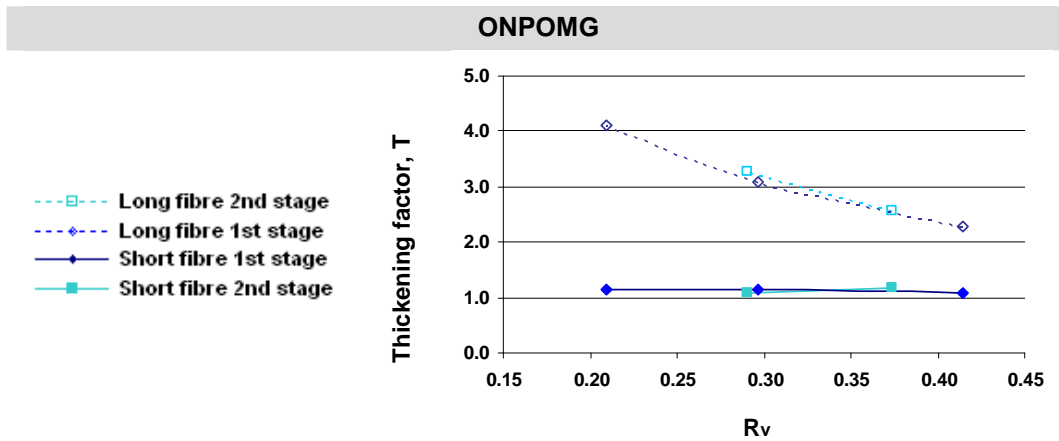 ONPOMG
Long fibre 2nd stage
Long fibre 1st stage
Short fibre 1st stage
Short fibre 2nd stage
Thickening factor, T
5.0
4.0
3.0
2.0
1.0
0.0
0.15 0.20 0.25 0.30 0.35 0.40 0.45
Rv